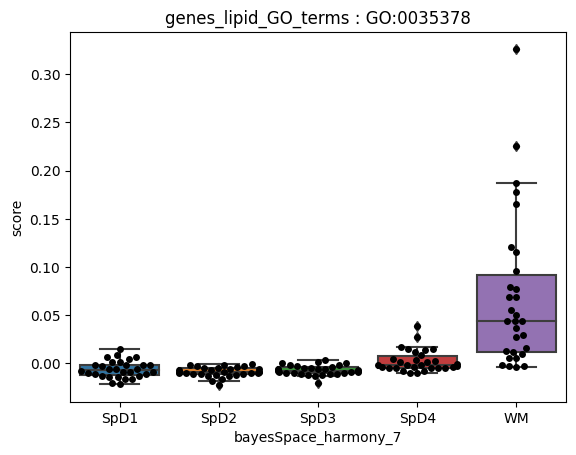 genes_lipid_GO_terms : GO:0035378
0.30
0.25
0.20
0.15
0.10
0.05
0.00
score
SpD1 SpD2 SpD3 SpD4 WM
bayesSpace_harmony_7